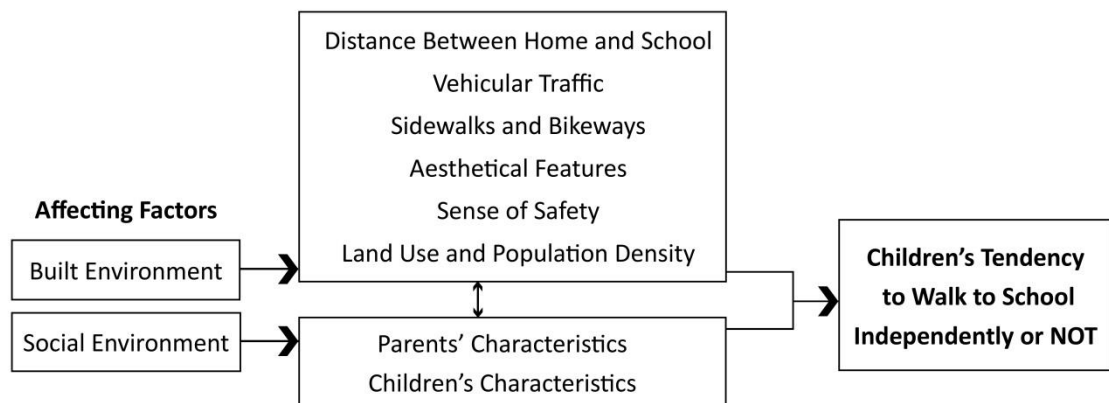 Distance Between Home and School
Vehicular Traffic
Sidewalks and Bikeways
Aesthetical Features
Sense of Safety
Land Use and Population Density
Affecting Factors
Built Environment
Social Environment
Parents’ Characteristics
Children’s Characteristics
Children’s Tendency
to Walk to School
Independently or NOT